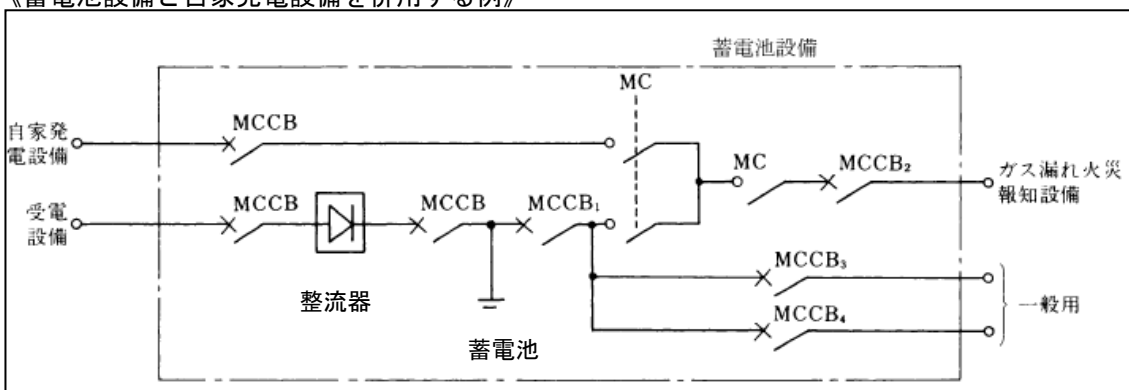 《蓄電池設備と自家発電設備を併用する例》
蓄電池設備
MC
自家発
電設備
MCCB
MC
MCCB₂
ガス漏れ火災
報知設備
受電
設備
MCCB
MCCB
MCCB₁
整流器
蓄電池
MCCB₃
MCCB₄
一般用